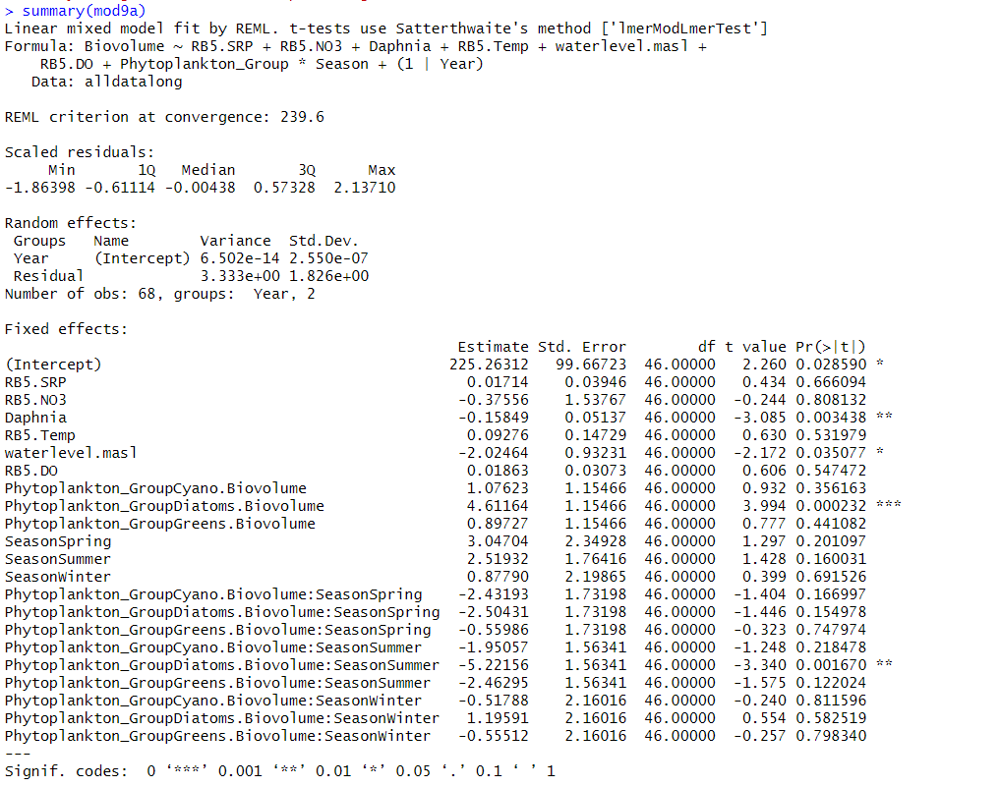 > summary(mod9a)
Linear mixed model fit by REML. t-tests use Satterthwaite's method ['lmerModLmerTest']
Formula: Biovolume ~ RB5.SRP + RB5.NO3 + Daphnia + RB5.Temp + waterlevel.masl +
    RB5.DO + Phytoplankton_Group * Season + (1 | Year)
   Data: alldatalong

REML criterion at convergence: 239.6

Scaled residuals:
     Min       1Q   Median       3Q      Max
-1.86398 -0.61114 -0.00438  0.57328  2.13710

Random effects:
 Groups   Name        Variance  Std.Dev.
 Year     (Intercept) 6.502e-14 2.550e-07
 Residual             3.333e+00 1.826e+00
Number of obs: 68, groups:  Year, 2

Fixed effects:
                                                   Estimate Std. Error       df t value Pr(>|t|)
(Intercept)                                       225.26312   99.66723 46.00000   2.260 0.028590 *
RB5.SRP                                             0.01714    0.03946 46.00000   0.434 0.666094
RB5.NO3                                            -0.37556    1.53767 46.00000  -0.244 0.808132
Daphnia                                            -0.15849    0.05137 46.00000  -3.085 0.003438 **
RB5.Temp                                            0.09276    0.14729 46.00000   0.630 0.531979
waterlevel.masl                                    -2.02464    0.93231 46.00000  -2.172 0.035077 *
RB5.DO                                              0.01863    0.03073 46.00000   0.606 0.547472
Phytoplankton_GroupCyano.Biovolume                  1.07623    1.15466 46.00000   0.932 0.356163
Phytoplankton_GroupDiatoms.Biovolume                4.61164    1.15466 46.00000   3.994 0.000232 ***
Phytoplankton_GroupGreens.Biovolume                 0.89727    1.15466 46.00000   0.777 0.441082
SeasonSpring                                        3.04704    2.34928 46.00000   1.297 0.201097
SeasonSummer                                        2.51932    1.76416 46.00000   1.428 0.160031
SeasonWinter                                        0.87790    2.19865 46.00000   0.399 0.691526
Phytoplankton_GroupCyano.Biovolume:SeasonSpring    -2.43193    1.73198 46.00000  -1.404 0.166997
Phytoplankton_GroupDiatoms.Biovolume:SeasonSpring  -2.50431    1.73198 46.00000  -1.446 0.154978
Phytoplankton_GroupGreens.Biovolume:SeasonSpring   -0.55986    1.73198 46.00000  -0.323 0.747974
Phytoplankton_GroupCyano.Biovolume:SeasonSummer    -1.95057    1.56341 46.00000  -1.248 0.218478
Phytoplankton_GroupDiatoms.Biovolume:SeasonSummer  -5.22156    1.56341 46.00000  -3.340 0.001670 **
Phytoplankton_GroupGreens.Biovolume:SeasonSummer   -2.46295    1.56341 46.00000  -1.575 0.122024
Phytoplankton_GroupCyano.Biovolume:SeasonWinter    -0.51788    2.16016 46.00000  -0.240 0.811596
Phytoplankton_GroupDiatoms.Biovolume:SeasonWinter   1.19591    2.16016 46.00000   0.554 0.582519
Phytoplankton_GroupGreens.Biovolume:SeasonWinter   -0.55512    2.16016 46.00000  -0.257 0.798340
---
Signif. codes:  0 ‘***’ 0.001 ‘**’ 0.01 ‘*’ 0.05 ‘.’ 0.1 ‘ ’ 1